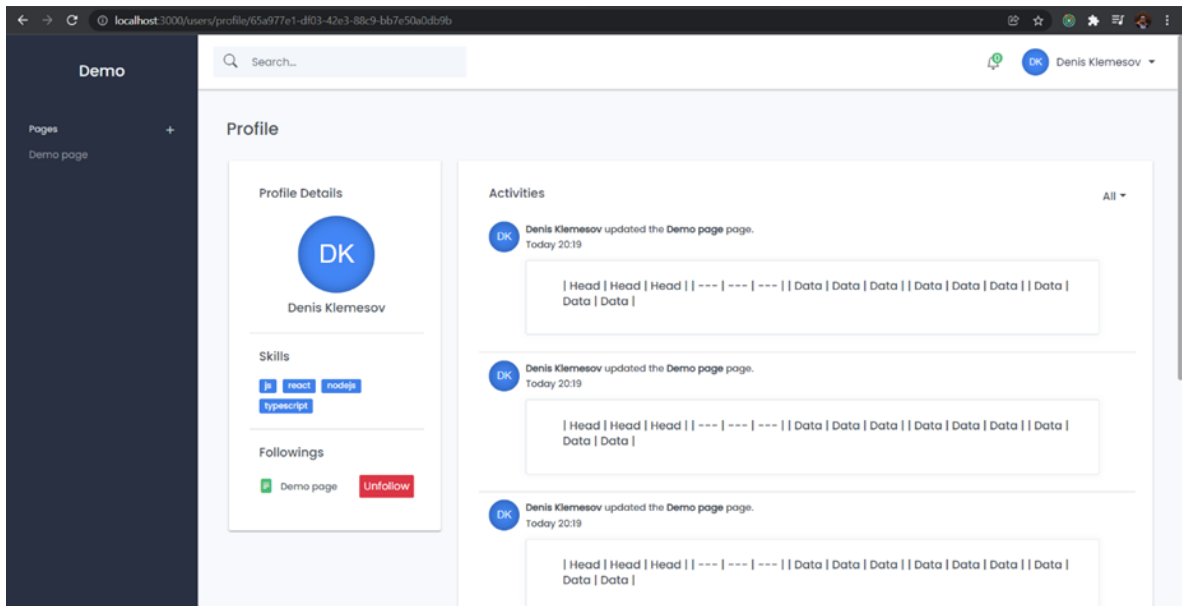 localhost:3000/users/profile/65a977e1-df03-42e3-88c9-bb7e50a0db9b
Demo
Search...
DK
Denis Klemesov
Pages +
Demo page
Profile
Profile Details
DK
Denis Klemesov
Skills
js react nodejs
typescript
Followings
Demo page Unfollow
Activities
All
DK
Denis Klemesov updated the Demo page page.
Today 20:19
| Head | Head | Head | | --- | --- | --- | | Data | Data | Data | | Data | Data | Data | | Data |
Data | Data |
DK
Denis Klemesov updated the Demo page page.
Today 20:19
| Head | Head | Head | | --- | --- | --- | | Data | Data | Data | | Data | Data | Data | | Data |
Data | Data |
DK
Denis Klemesov updated the Demo page page.
Today 20:19
| Head | Head | Head | | --- | --- | --- | | Data | Data | Data | | Data | Data | Data | | Data |
Data | Data |